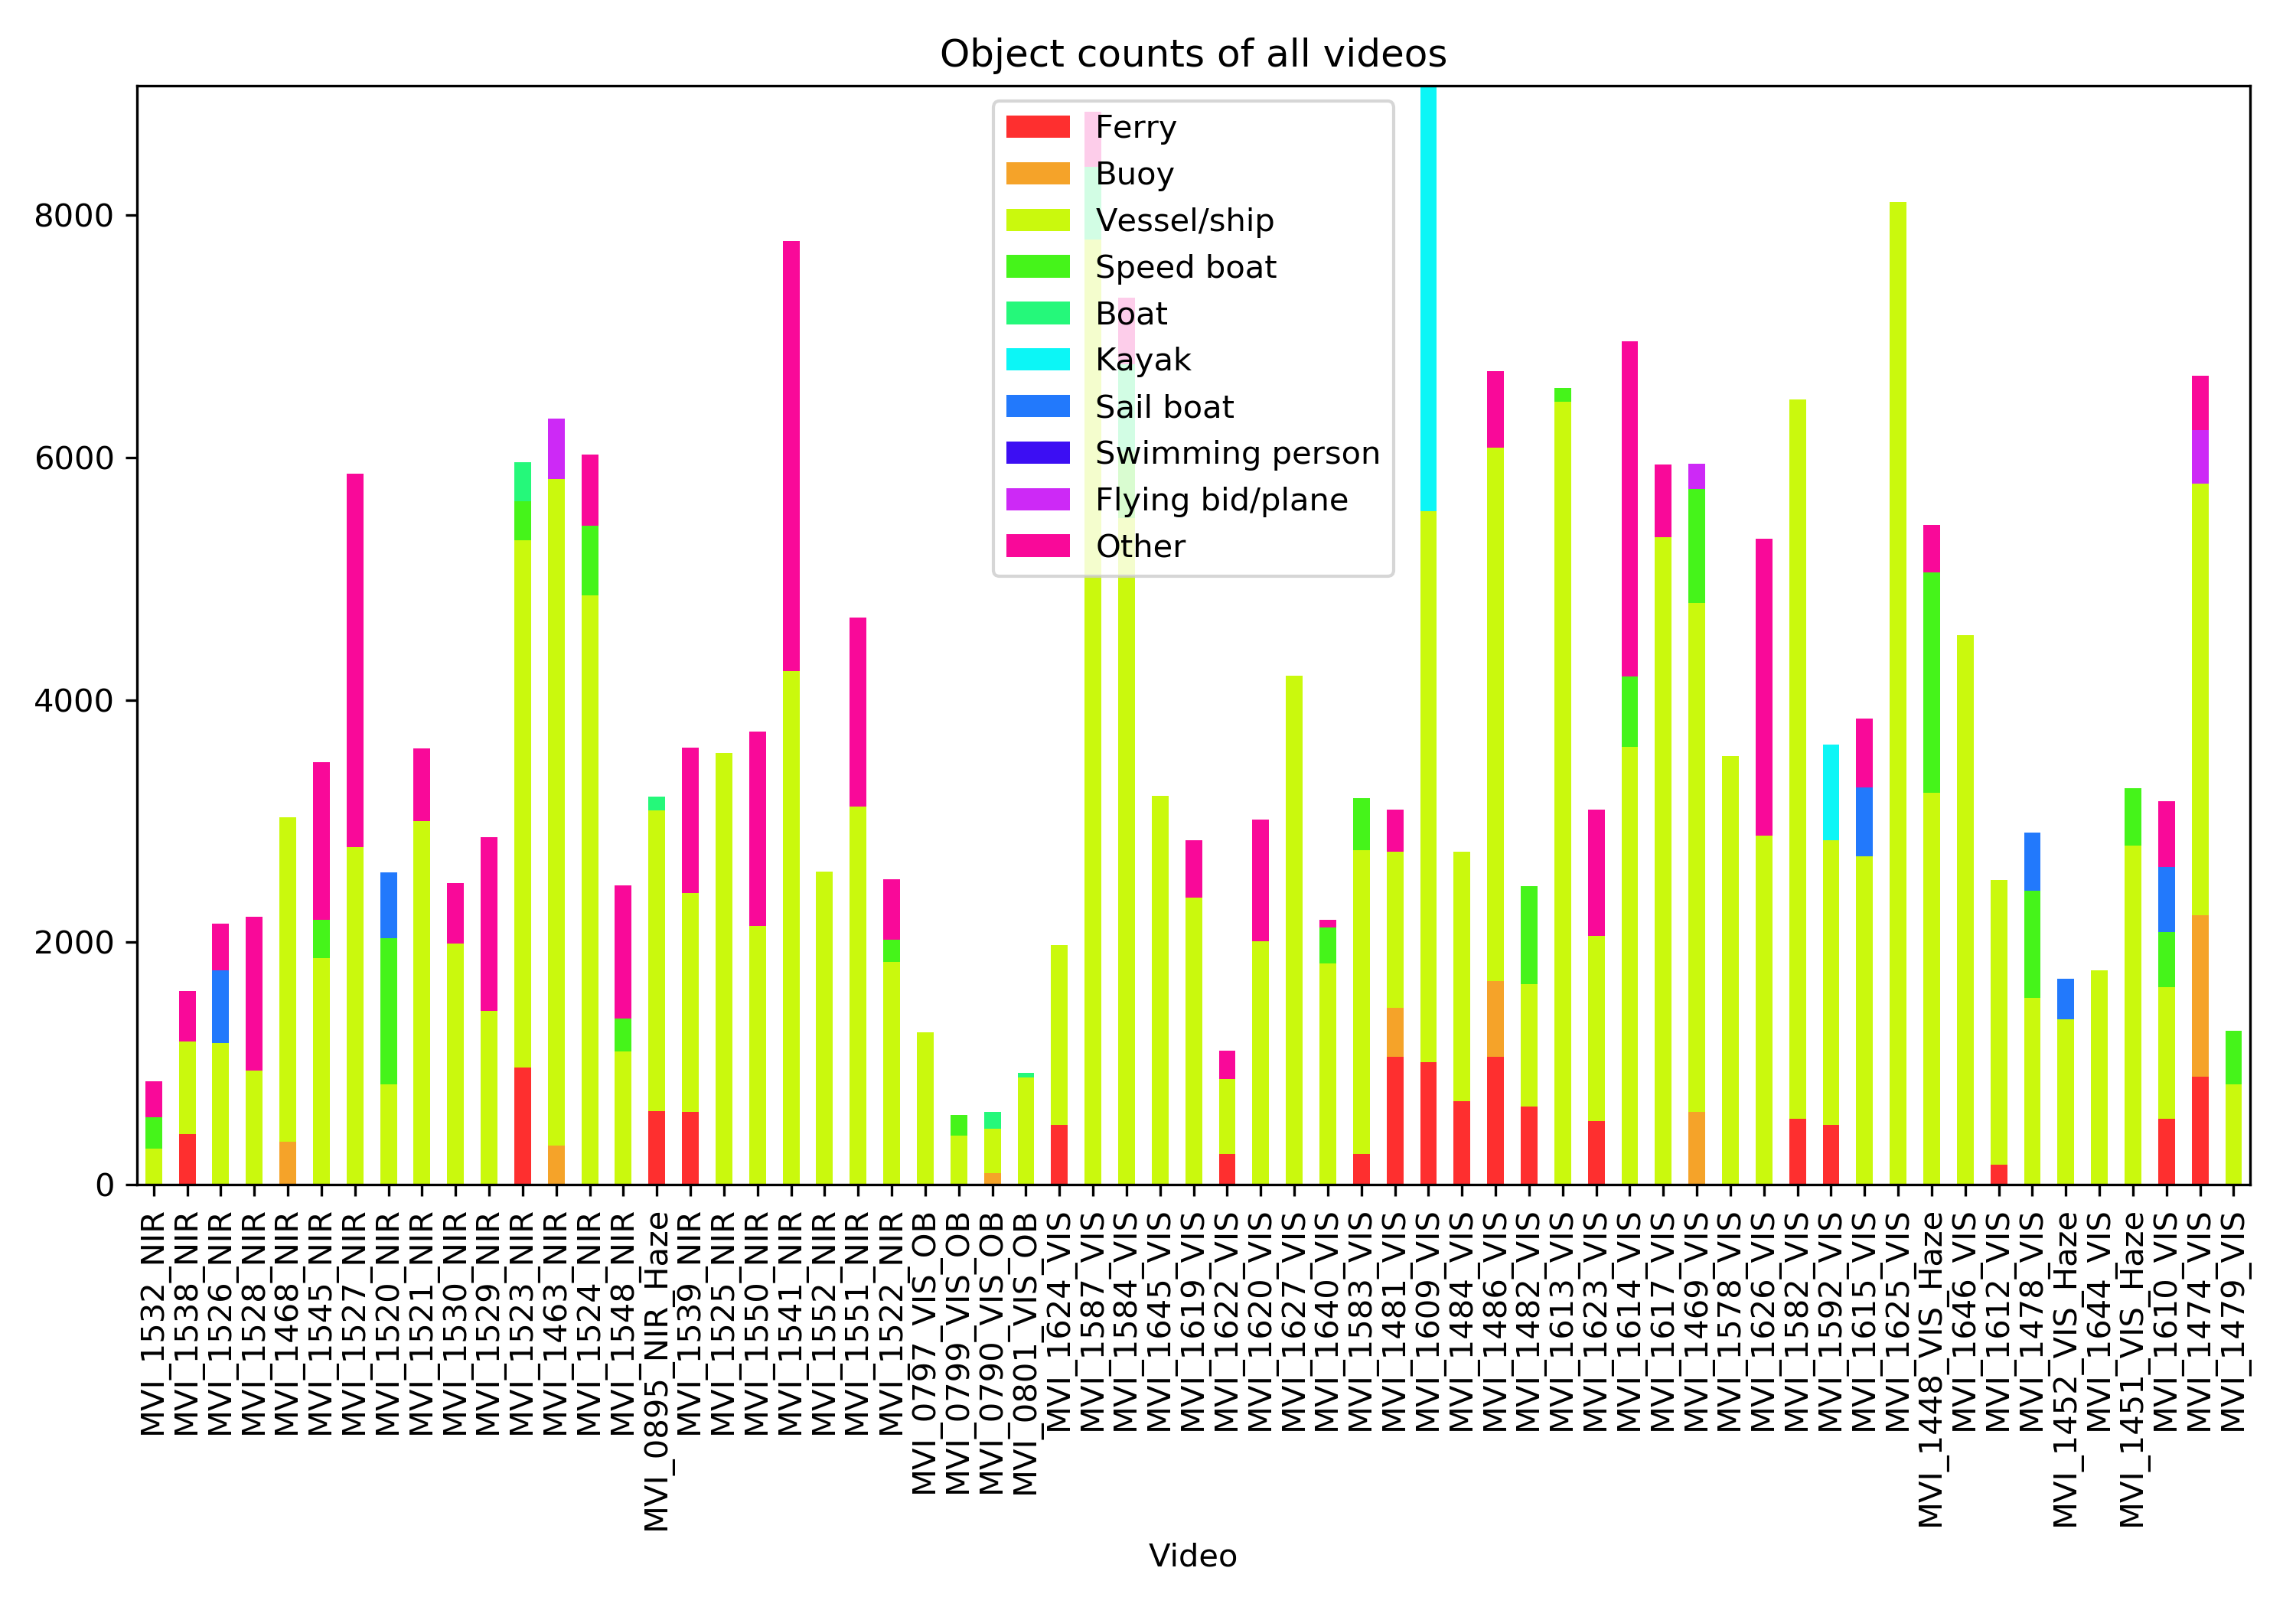 Object counts of all videos
Ferry
Buoy
Vessel/ship
Speed boat
Boat
Kayak
Sail boat
Swimming person
Flying bid/plane
Other
8000
6000
4000
2000
0
MVI_1532_NIR
MVI_1538_NIR
MVI_1526_NIR
MVI_1528_NIR
MVI_1468_NIR
MVI_1545_NIR
MVI_1527_NIR
MVI_1520_NIR
MVI_1521_NIR
MVI_1530_NIR
MVI_1529_NIR
MVI_1523_NIR
MVI_1463_NIR
MVI_1524_NIR
MVI_1548_NIR
MVI_0895_NIR_Haze
MVI_1539_NIR
MVI_1525_NIR
MVI_1550_NIR
MVI_1541_NIR
MVI_1552_NIR
MVI_1551_NIR
MVI_1522_NIR
MVI_0797_VIS_OB
MVI_0799_VIS_OB
MVI_0790_VIS_OB
MVI_0801_VIS_OB
MVI_1624_VIS
MVI_1587_VIS
MVI_1584_VIS
MVI_1645_VIS
MVI_1619_VIS
MVI_1622_VIS
MVI_1620_VIS
MVI_1627_VIS
MVI_1640_VIS
MVI_1583_VIS
MVI_1481_VIS
MVI_1609_VIS
MVI_1484_VIS
MVI_1486_VIS
MVI_1482_VIS
MVI_1613_VIS
MVI_1623_VIS
MVI_1614_VIS
MVI_1617_VIS
MVI_1469_VIS
MVI_1578_VIS
MVI_1626_VIS
MVI_1582_VIS
MVI_1592_VIS
MVI_1615_VIS
MVI_1625_VIS
MVI_1448_VIS_Haze
MVI_1646_VIS
MVI_1612_VIS
MVI_1478_VIS
MVI_1452_VIS_Haze
MVI_1644_VIS
MVI_1451_VIS_Haze
MVI_1610_VIS
MVI_1474_VIS
MVI_1479_VIS
Video